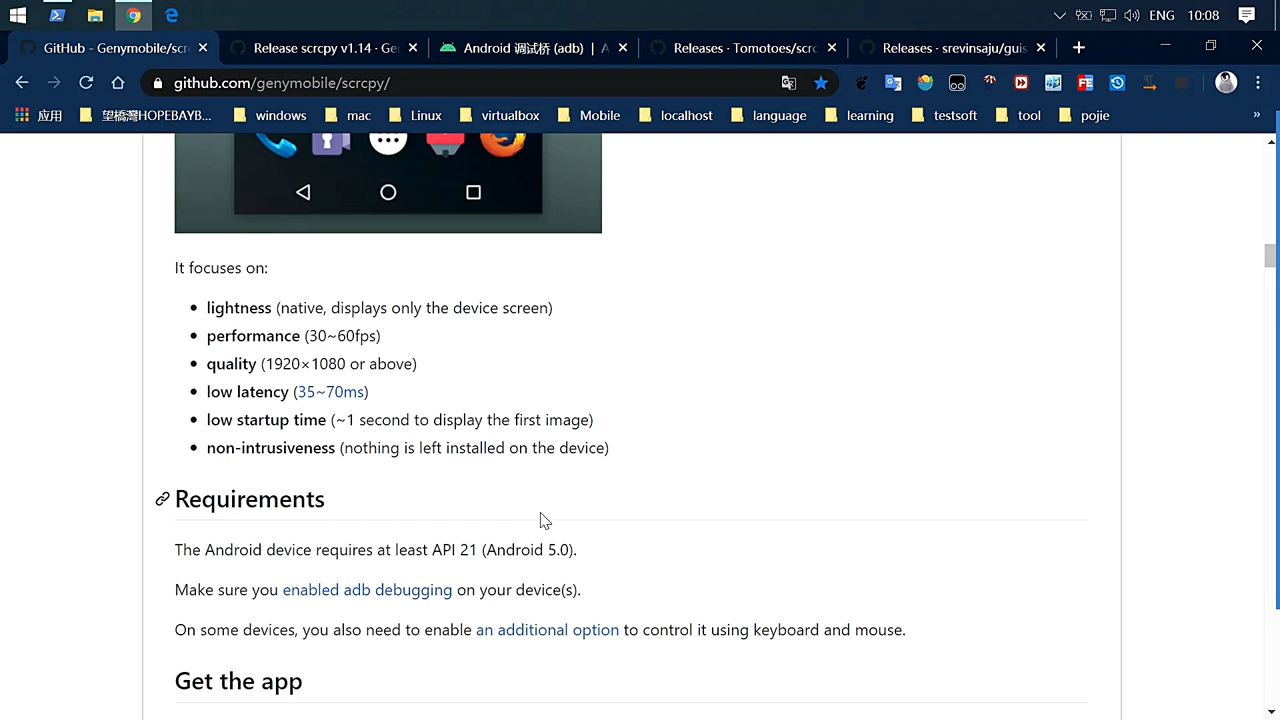 ENG 10:08
GitHub - Genymobile/scr
Release scrcpy v1.14 · Ge
Android 调试桥 (adb) | A
Releases · Tomotoes/scrc
Releases · srevinsaju/guis
github.com/genymobile/scrcpy/
应用 望橋灣HOPEBAYB... windows mac Linux virtualbox Mobile localhost language learning testsoft tool pojie »
It focuses on:
• lightness (native, displays only the device screen)
• performance (30~60fps)
• quality (1920×1080 or above)
• low latency (35~70ms)
• low startup time (~1 second to display the first image)
• non-intrusiveness (nothing is left installed on the device)
Requirements
The Android device requires at least API 21 (Android 5.0).
Make sure you enabled adb debugging on your device(s).
On some devices, you also need to enable an additional option to control it using keyboard and mouse.
Get the app